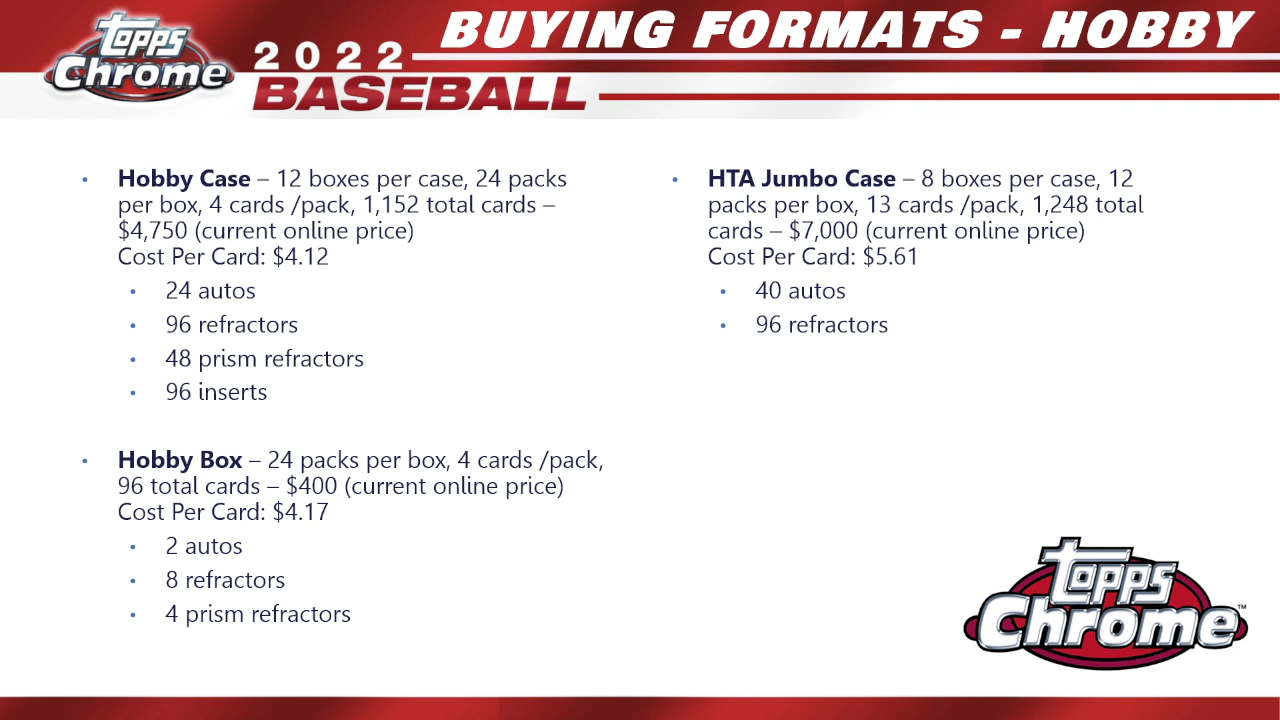 Topps
Chrome
2022
BASEBALL
BUYING FORMATS - HOBBY
• Hobby Case – 12 boxes per case, 24 packs
per box, 4 cards /pack, 1,152 total cards –
$4,750 (current online price)
Cost Per Card: $4.12
• 24 autos
• 96 refractors
• 48 prism refractors
• 96 inserts
• Hobby Box – 24 packs per box, 4 cards /pack,
96 total cards – $400 (current online price)
Cost Per Card: $4.17
• 2 autos
• 8 refractors
• 4 prism refractors
• HTA Jumbo Case – 8 boxes per case, 12
packs per box, 13 cards /pack, 1,248 total
cards – $7,000 (current online price)
Cost Per Card: $5.61
• 40 autos
• 96 refractors
Topps
Chrome™